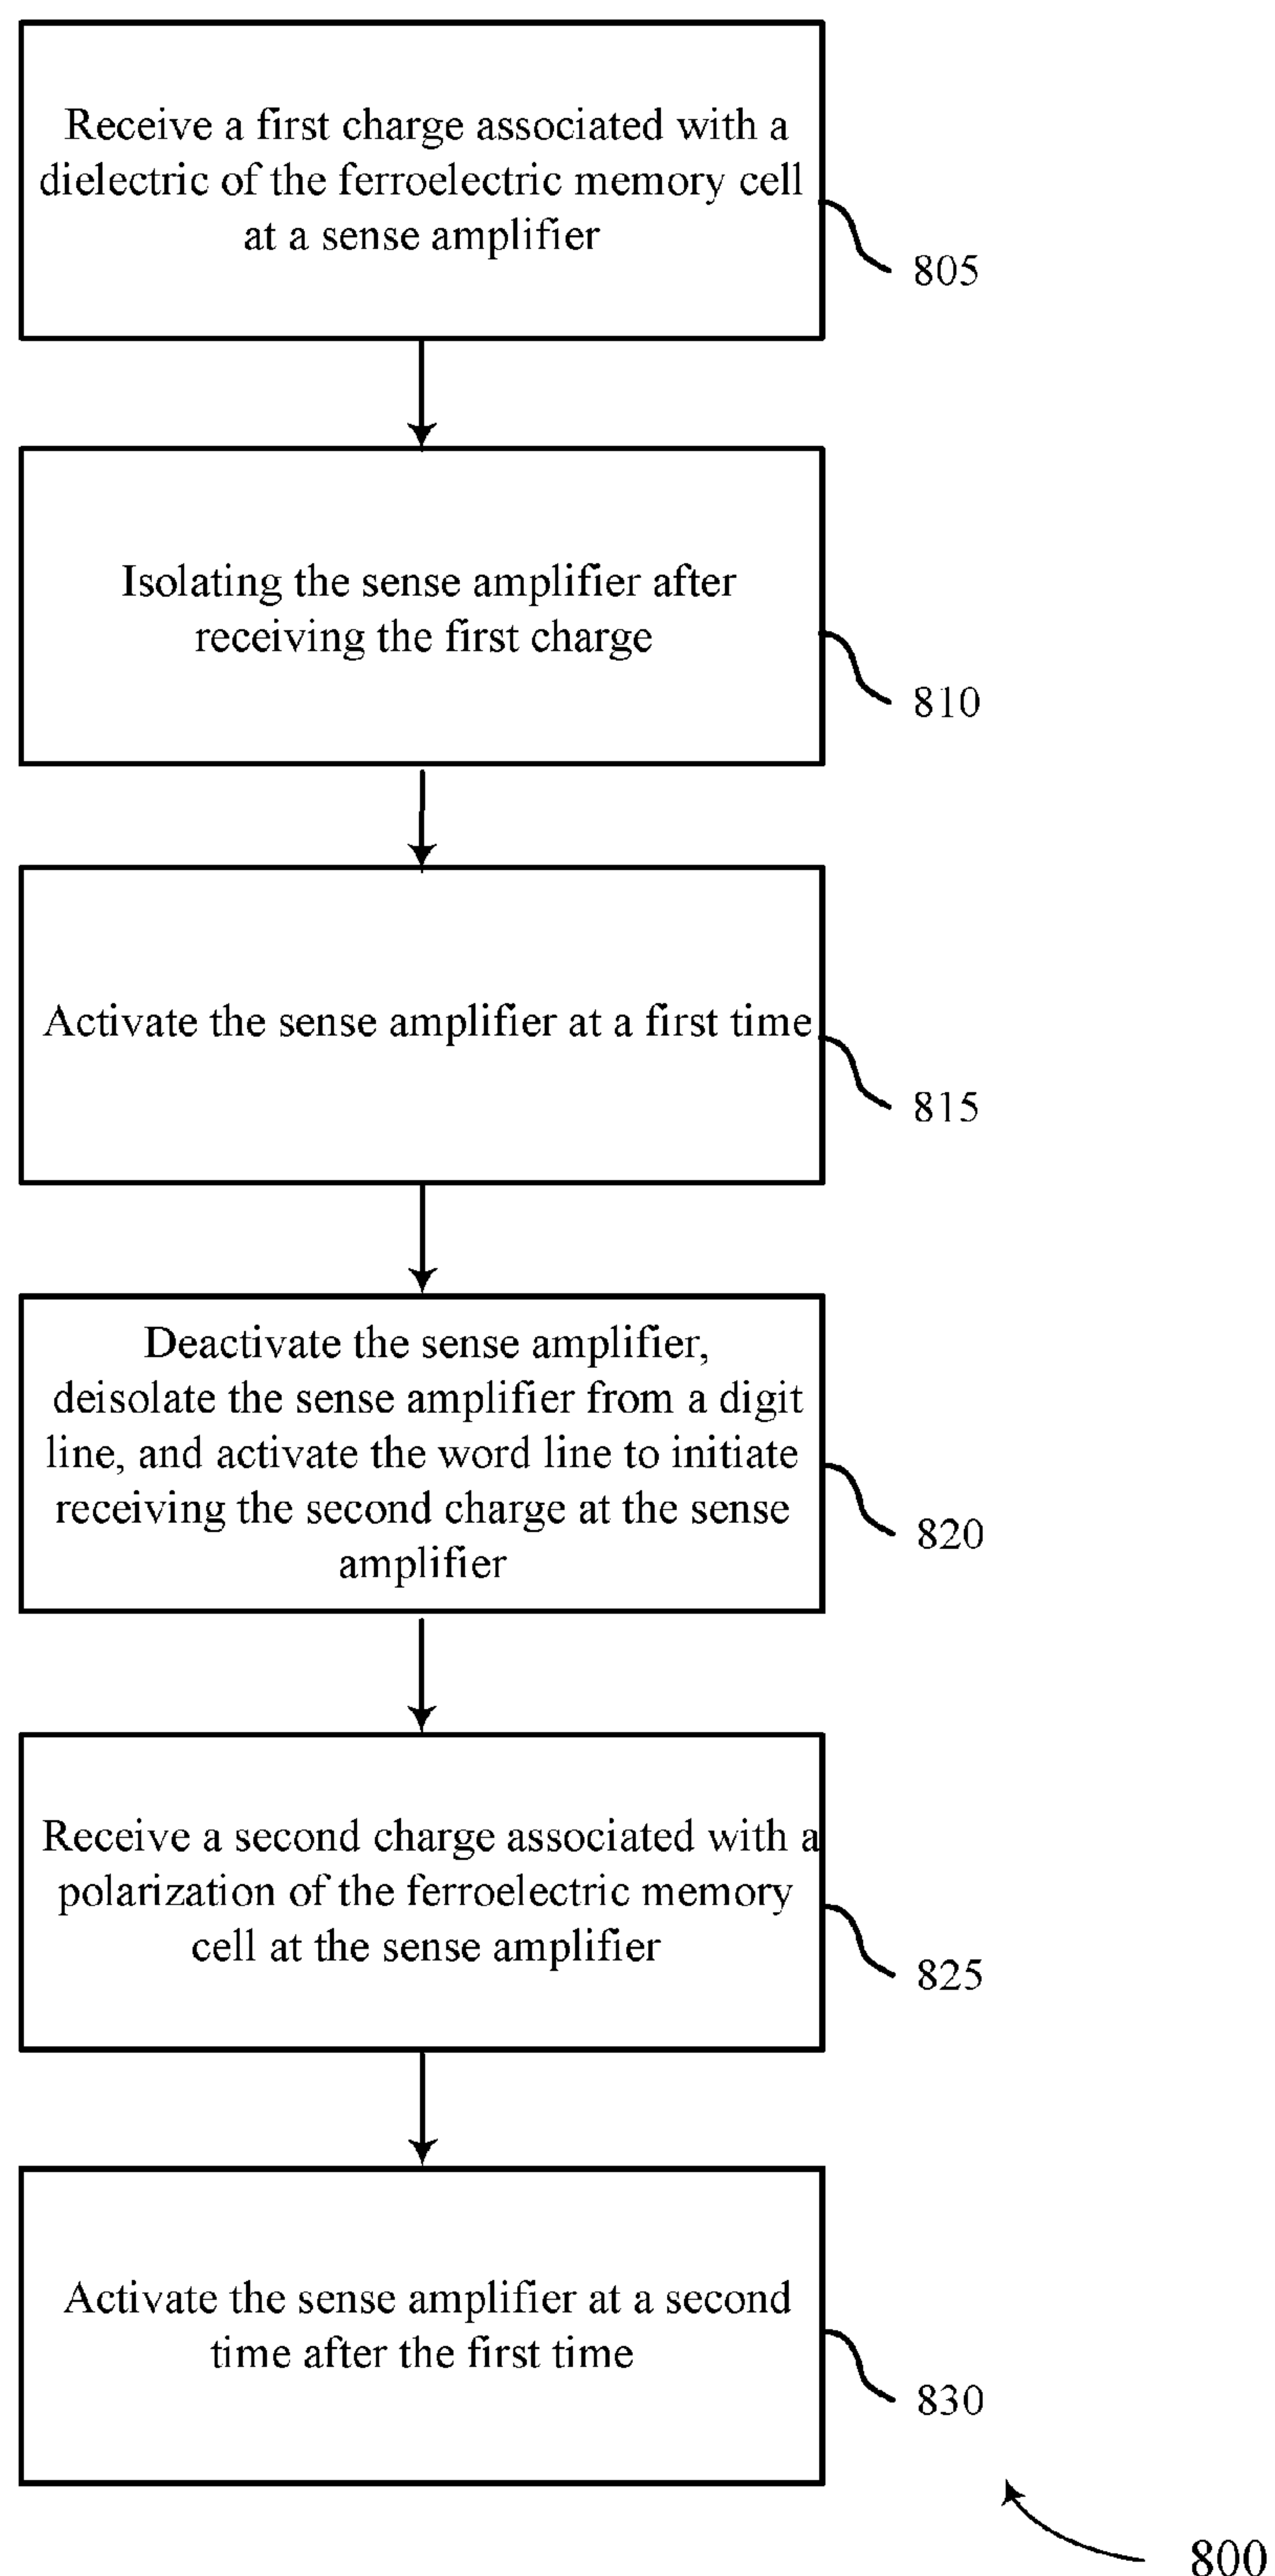 Receive a first charge associated with a
dielectric of the ferroelectric memory cell
at a sense amplifier
805
Isolating the sense amplifier after
receiving the first charge
810
Activate the sense amplifier at a first time
815
Deactivate the sense amplifier,
deisolate the sense amplifier from a digit
line, and activate the word line to initiate
receiving the second charge at the sense
amplifier
820
Receive a second charge associated with a
polarization of the ferroelectric memory
cell at the sense amplifier
825
Activate the sense amplifier at a second
time after the first time
830
800